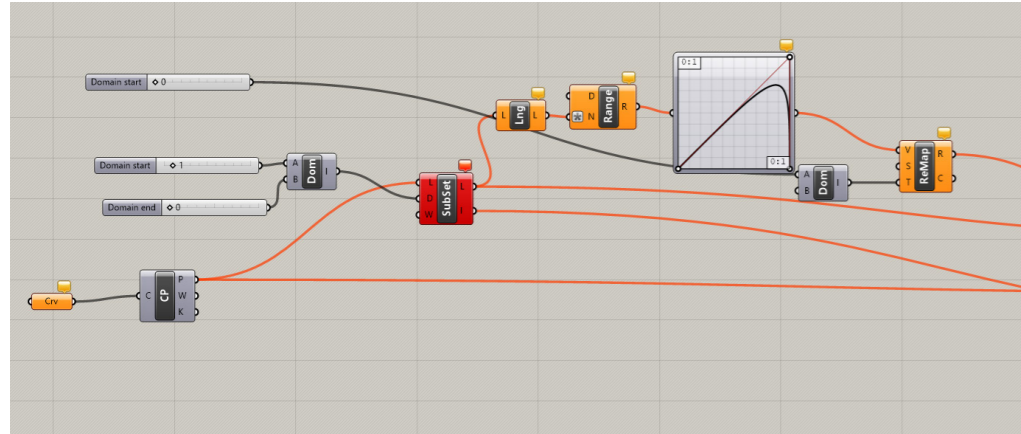 0:1
Domain start 0
D
Lng
L
L
Range
R
N
0:1
V
ReMap
R
S
T
C
Domain start 1
A
Dom
I
B
A
Dom
I
B
Domain end 0
L
SubSet
L
D
W
I
P
C
CP
W
K
Crv